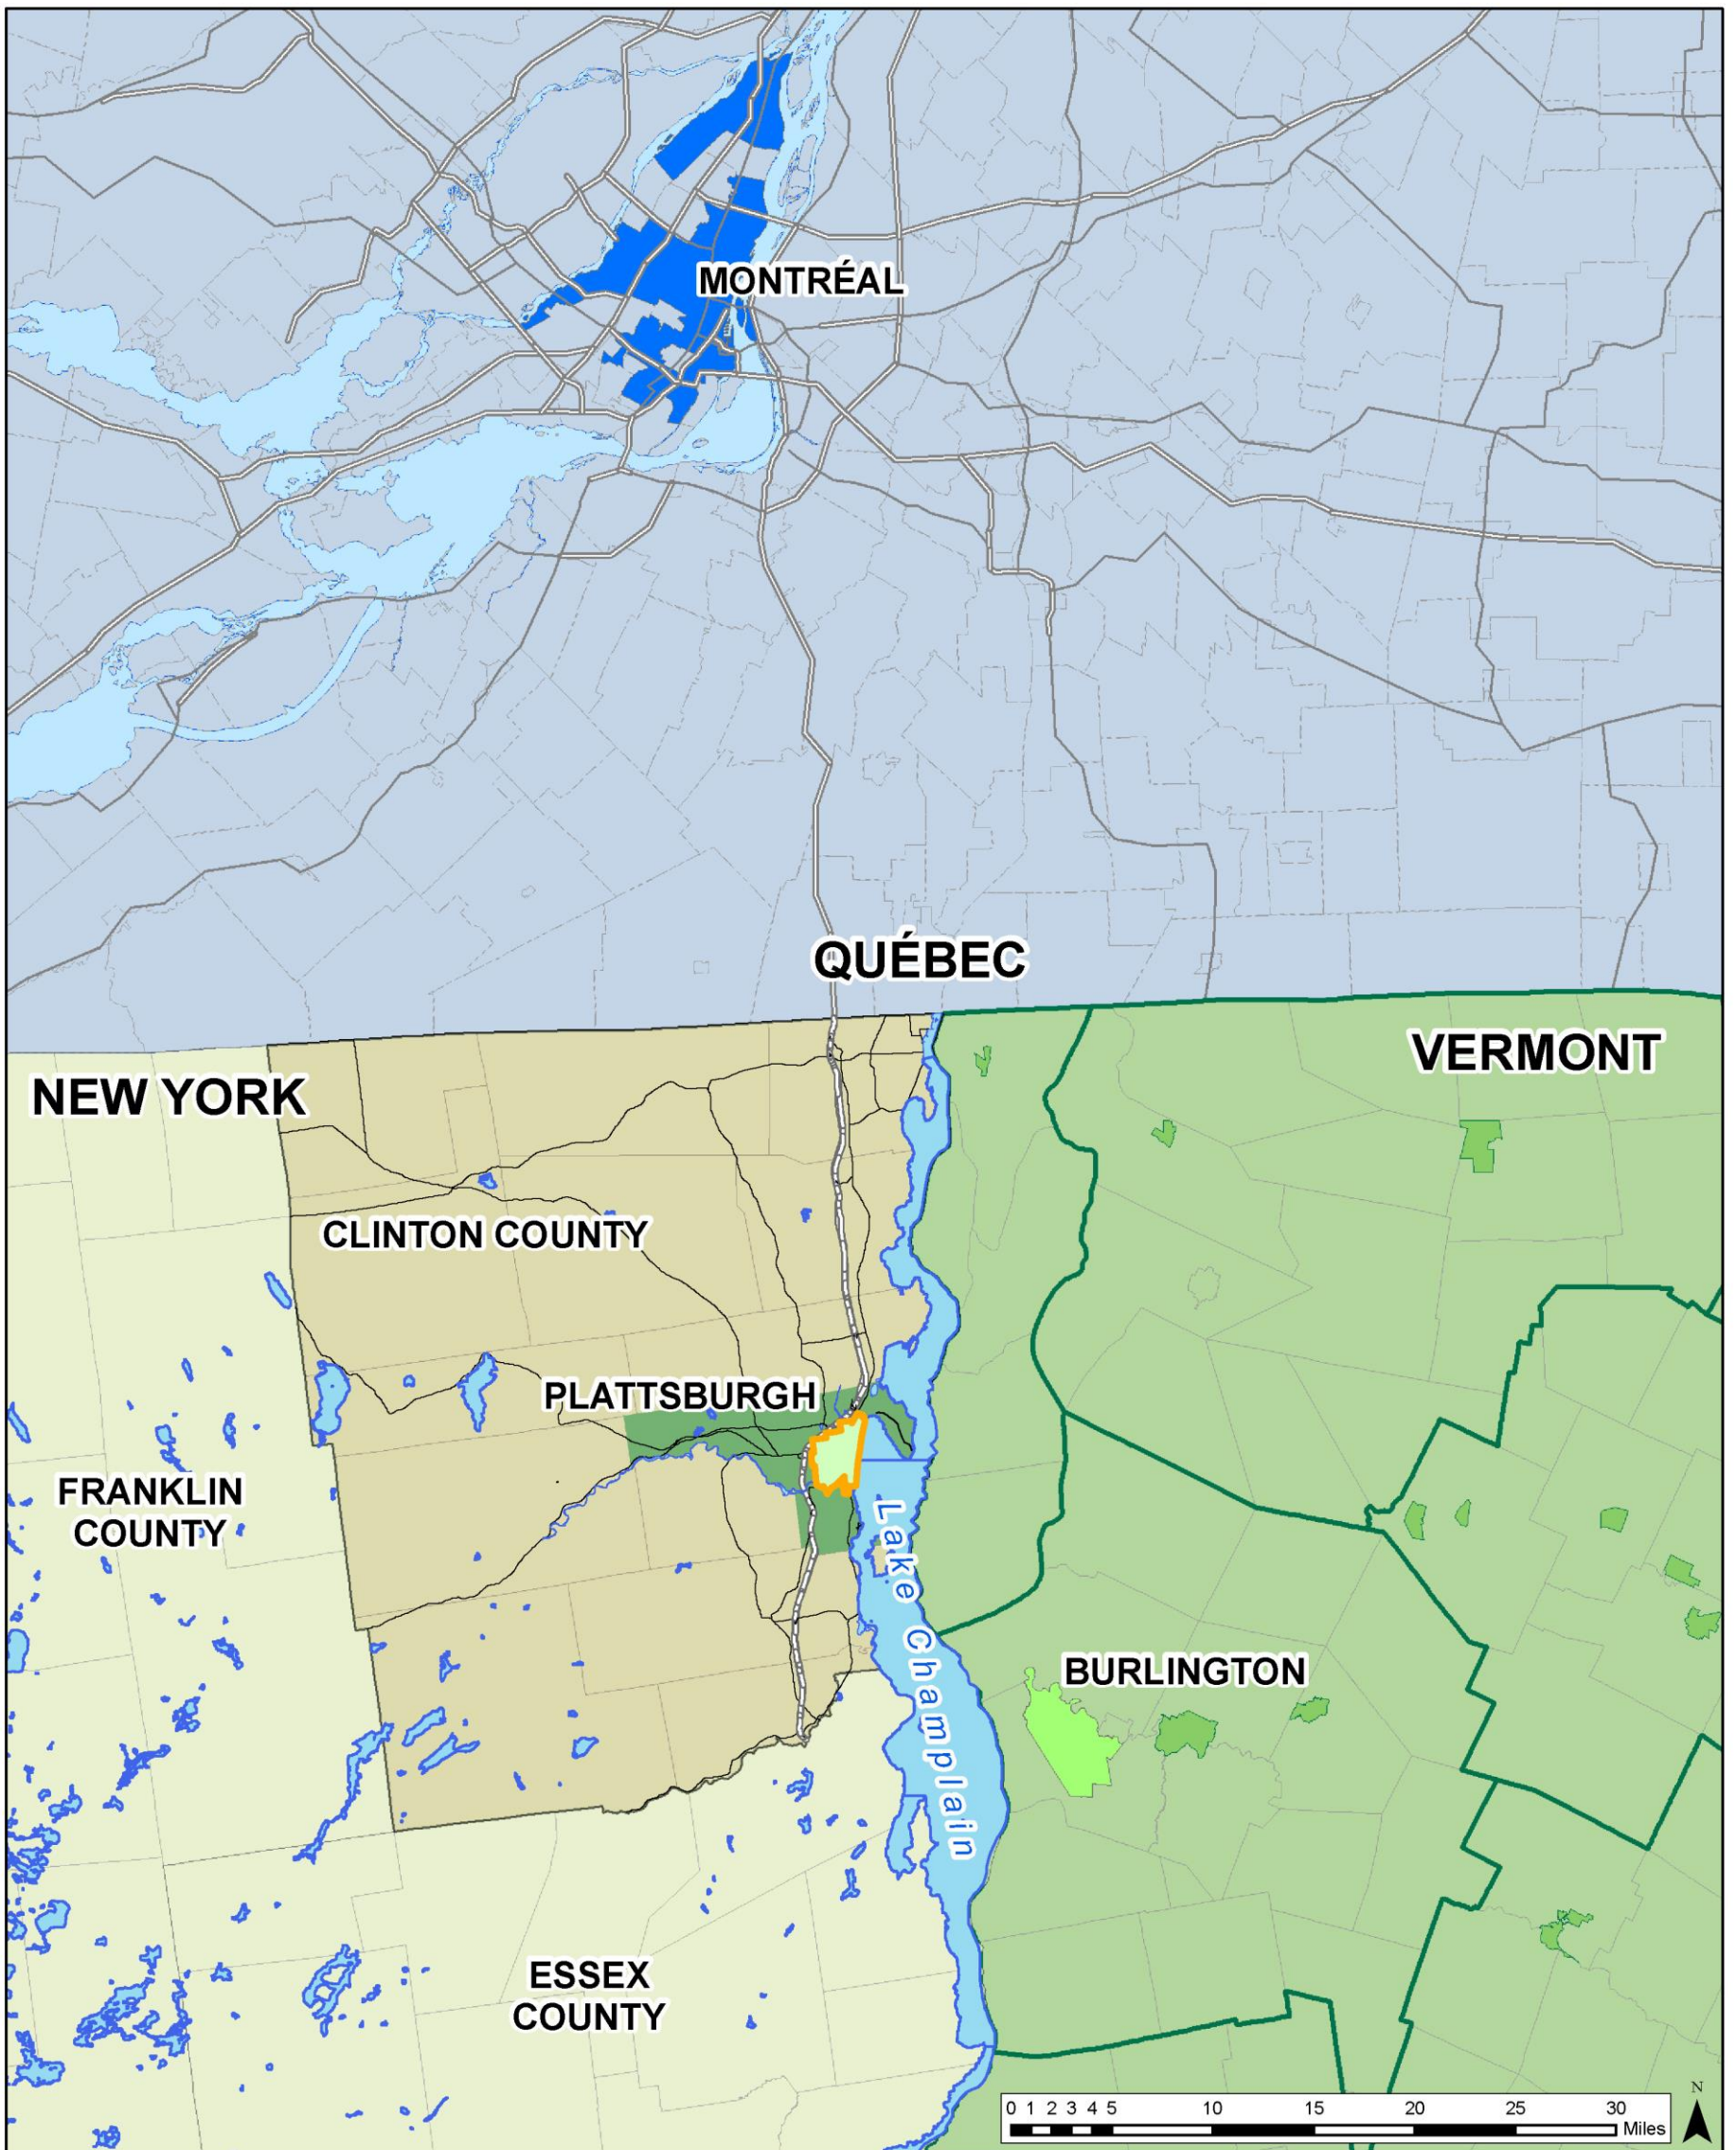 MONTRÉAL
QUÉBEC
VERMONT
NEW YORK
CLINTON COUNTY
PLATTSBURGH
FRANKLIN
COUNTY
Lake Champlain
BURLINGTON
ESSEX
COUNTY
N
0 1 2 3 4 5 10 15 20 25 30
Miles